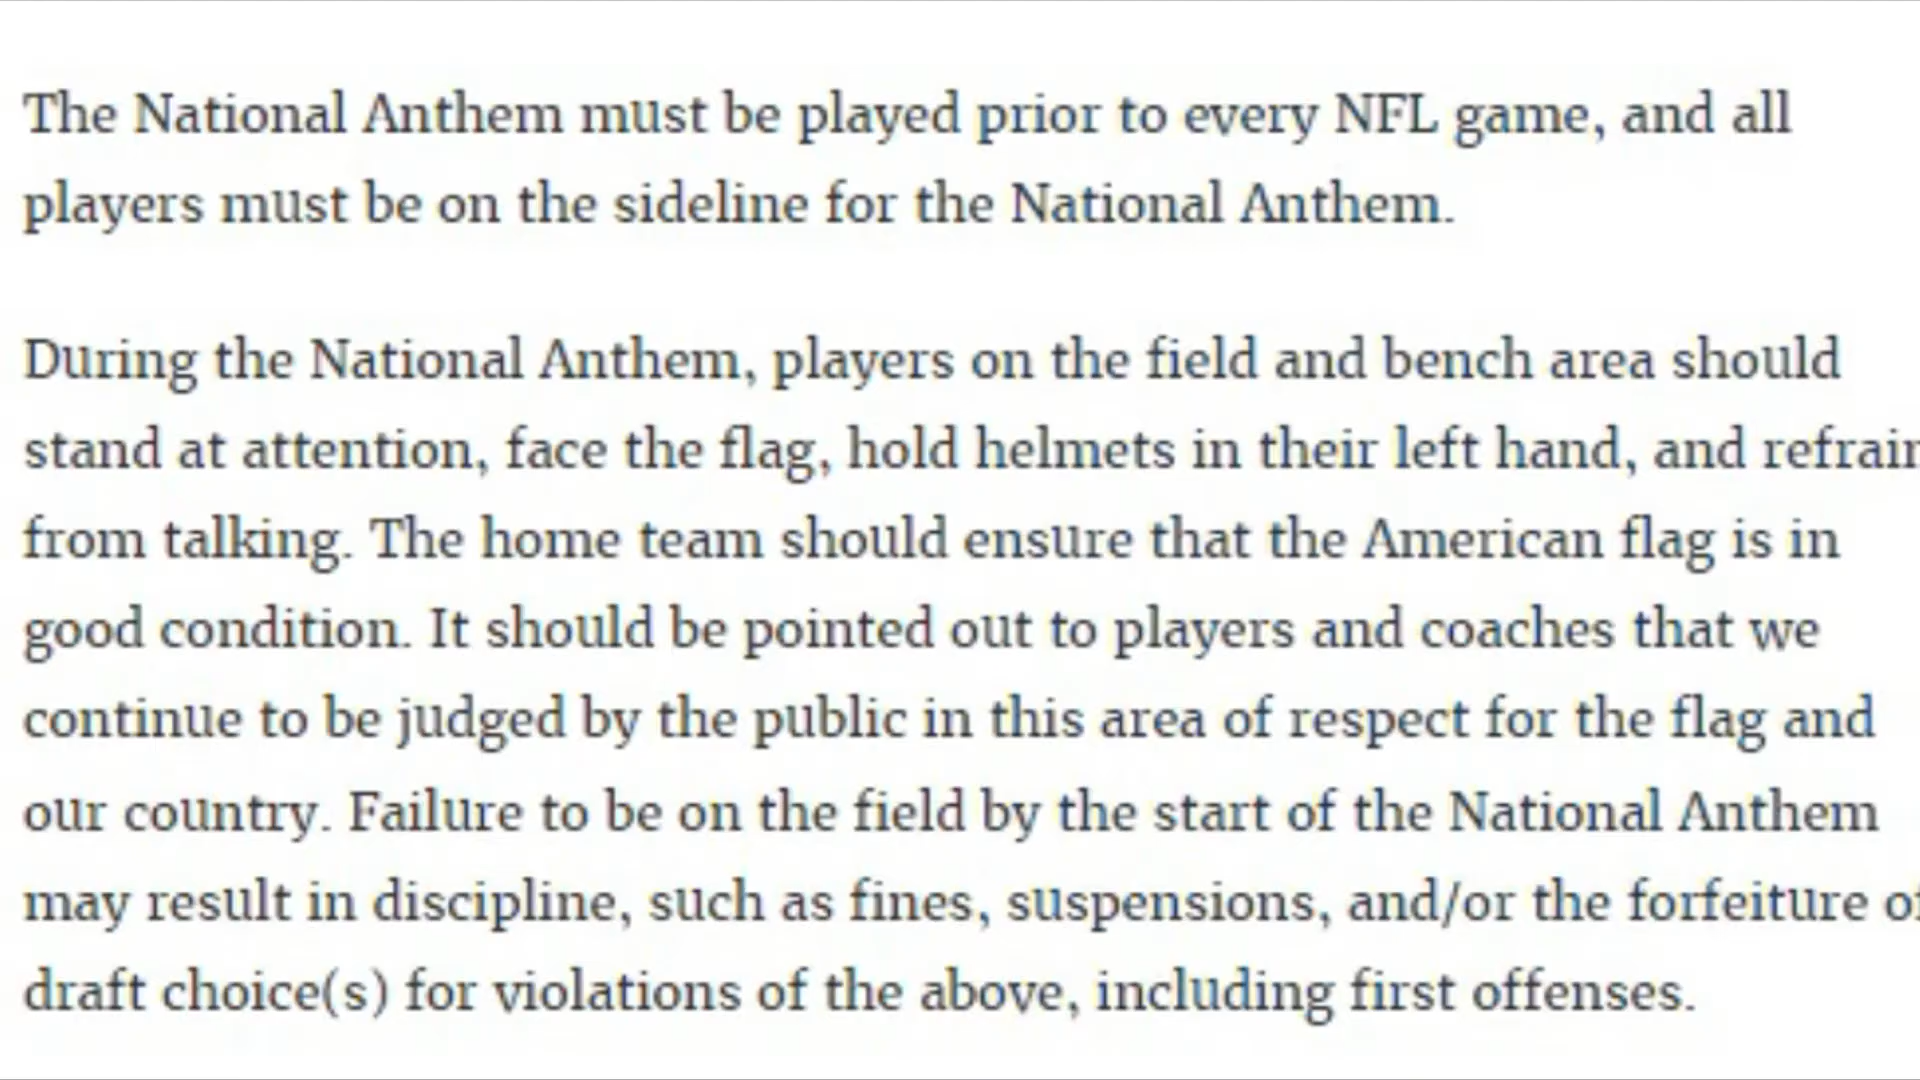 The National Anthem must be played prior to every NFL game, and all
players must be on the sideline for the National Anthem.
During the National Anthem, players on the field and bench area should
stand at attention, face the flag, hold helmets in their left hand, and refrain
from talking. The home team should ensure that the American flag is in
good condition. It should be pointed out to players and coaches that we
continue to be judged by the public in this area of respect for the flag and
our country. Failure to be on the field by the start of the National Anthem
may result in discipline, such as fines, suspensions, and/or the forfeiture of
draft choice(s) for violations of the above, including first offenses.